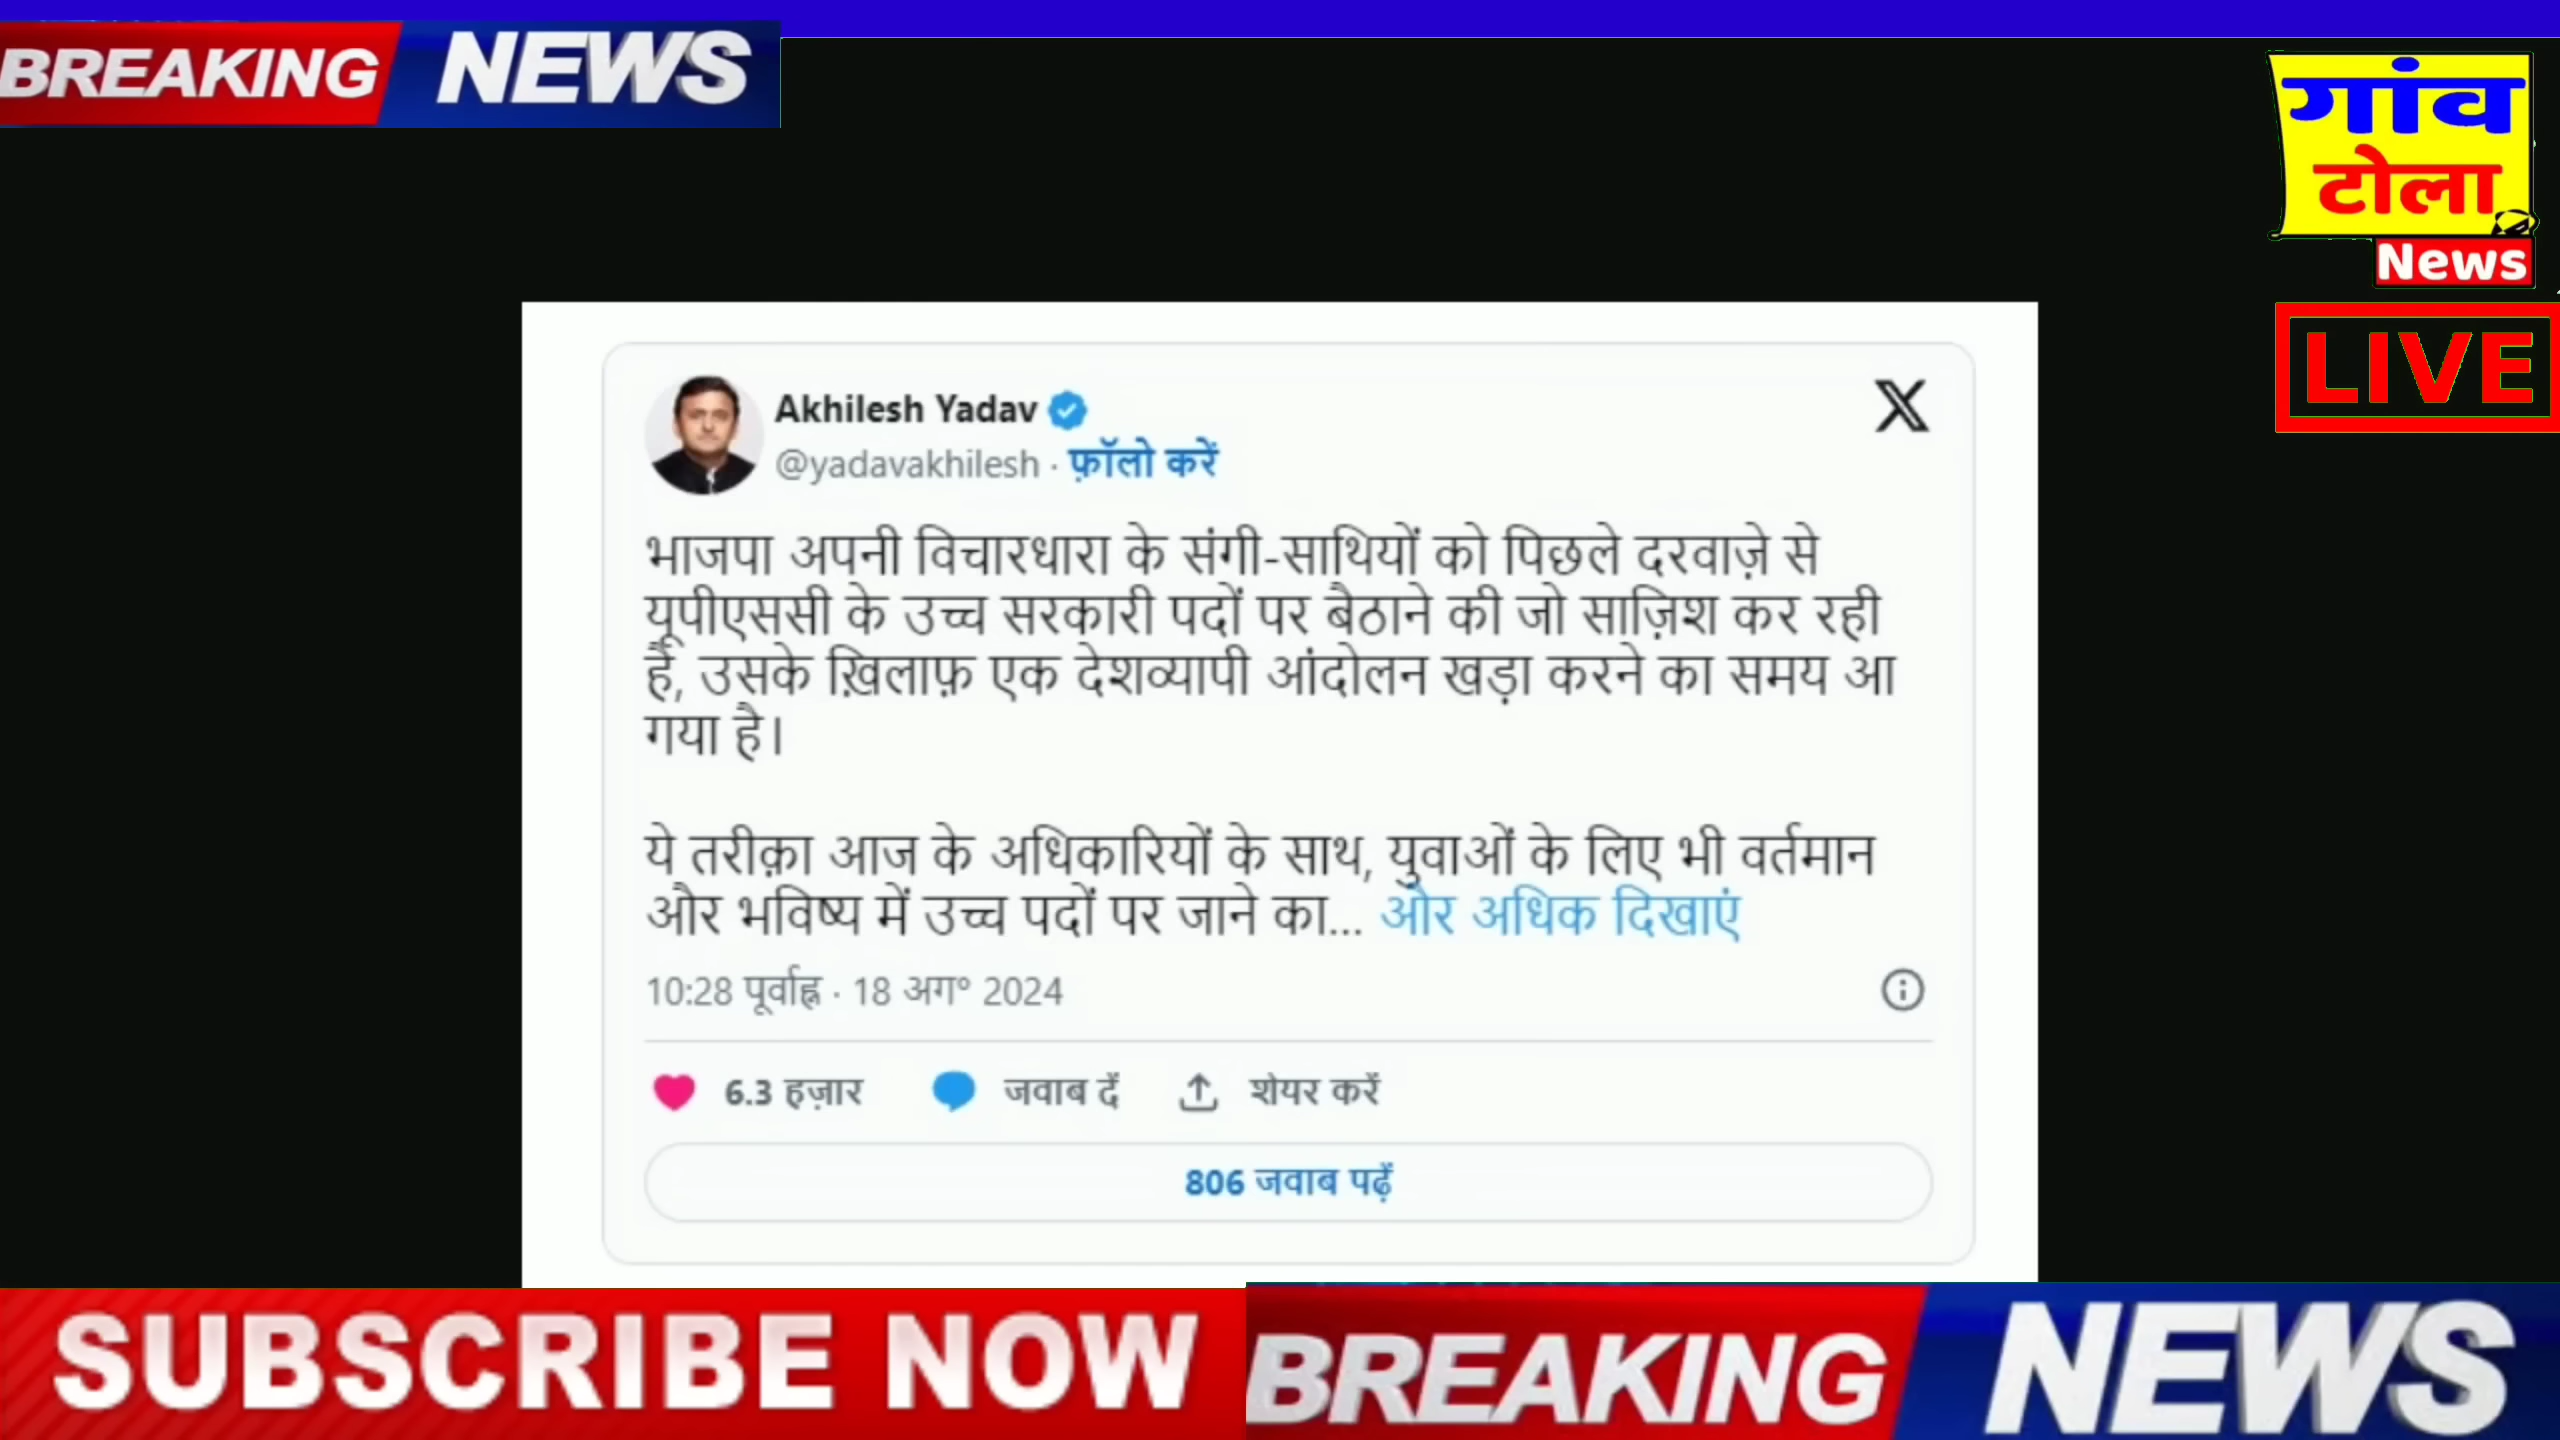 BREAKING NEWS
गांव
टोला
News
LIVE
Akhilesh Yadav
@yadavakhilesh · फ़ॉलो करें
भाजपा अपनी विचारधारा के संगी-साथियों को पिछले दरवाज़े से
यूपीएससी के उच्च सरकारी पदों पर बैठाने की जो साज़िश कर रही
है, उसके ख़िलाफ़ एक देशव्यापी आंदोलन खड़ा करने का समय आ
गया है।
ये तरीक़ा आज के अधिकारियों के साथ, युवाओं के लिए भी वर्तमान
और भविष्य में उच्च पदों पर जाने का... और अधिक दिखाएं
10:28 पूर्वाह्न · 18 अग॰ 2024
6.3 हज़ार जवाब दें शेयर करें
806 जवाब पढ़ें
SUBSCRIBE NOW BREAKING NEWS